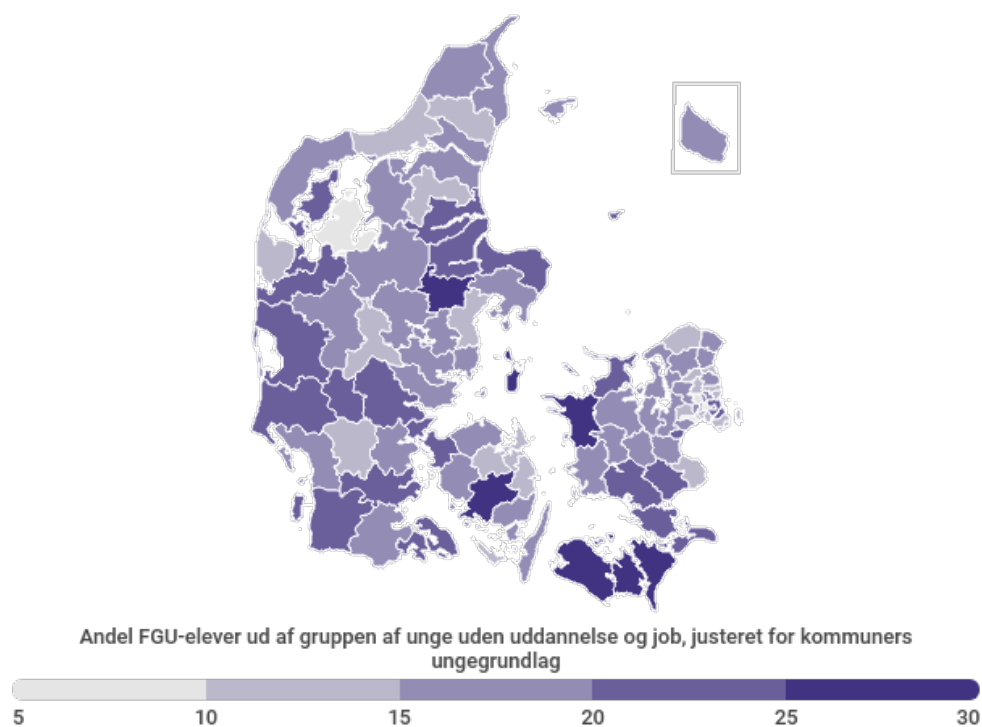 Andel FGU-elever ud af gruppen af unge uden uddannelse og job, justeret for kommuners
ungegrundlag
5 10 15 20 25 30